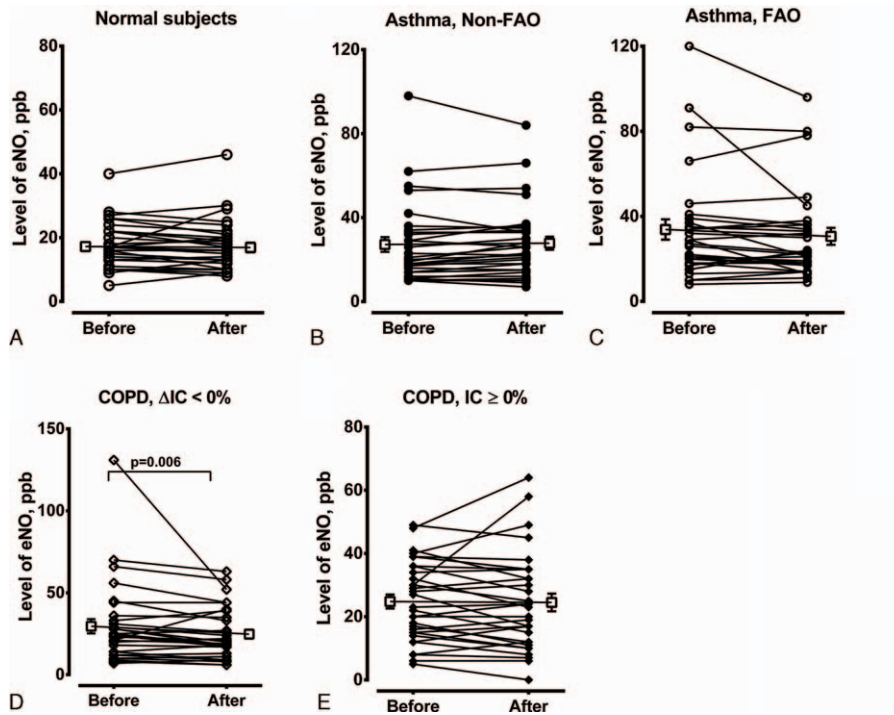 Normal subjects
Asthma, Non-FAO
Asthma, FAO
Level of eNO, ppb
80
60
40
20
0
Before After
A
Level of eNO, ppb
120
80
40
0
Before After
B
Level of eNO, ppb
120
80
40
0
Before After
C
COPD, ΔIC < 0%
COPD, IC ≥ 0%
Level of eNO, ppb
150
100
50
0
p=0.006
Before After
D
Level of eNO, ppb
80
60
40
20
0
Before After
E